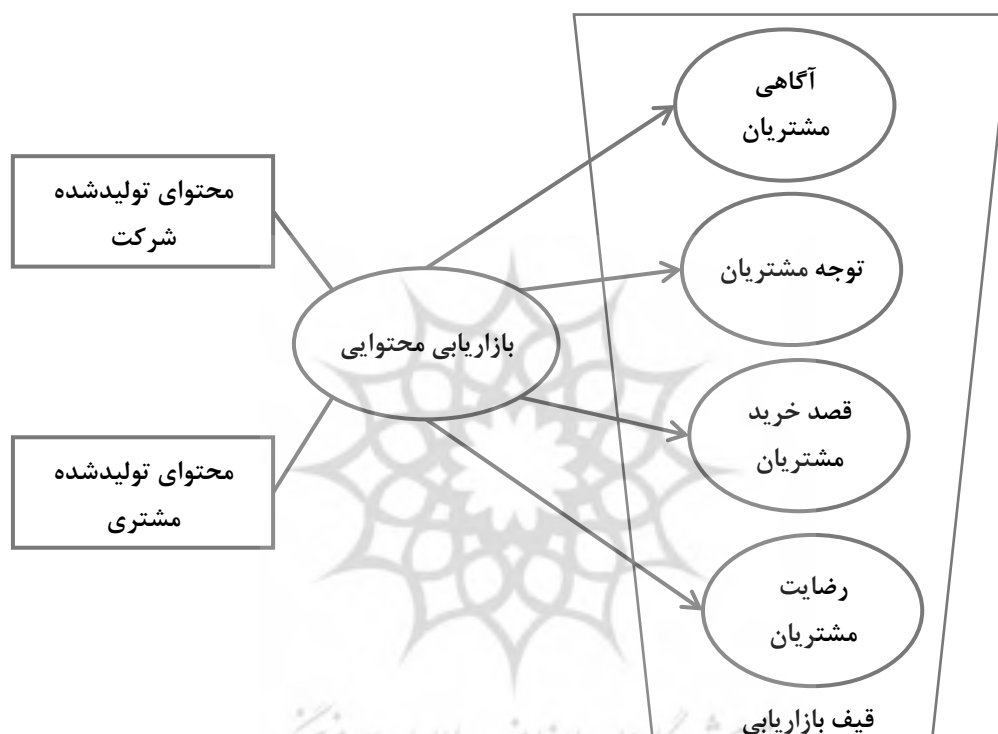 آگاهی
مشتریان
محتوای تولیدشده
شرکت
توجه مشتریان
بازاریابی محتوایی
قصد خرید
مشتریان
محتوای تولیدشده
مشتری
رضایت
مشتریان
قیف بازاریابی